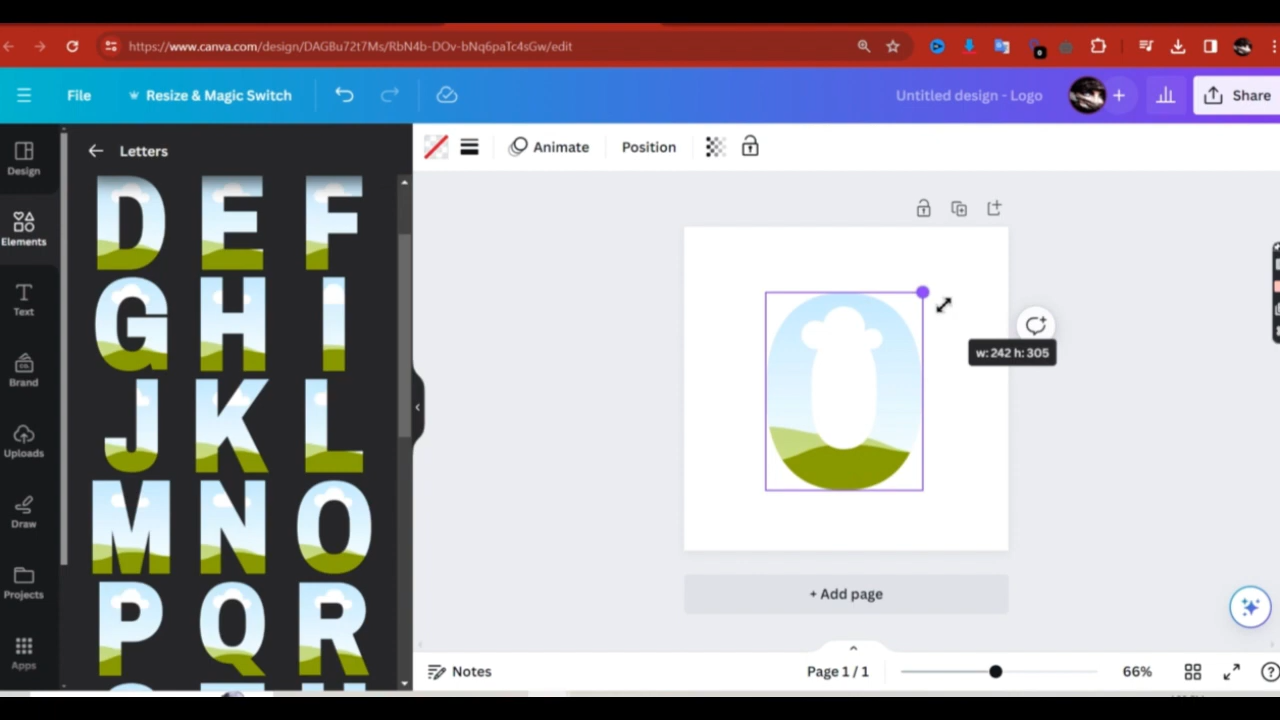 https://www.canva.com/design/DAGBu72t7Ms/RbN4b-DOv-bNq6paTc4sGw/edit
0
File
Resize & Magic Switch
Untitled design - Logo
+
Share
Design
Elements
Text
Brand
Uploads
Draw
Projects
Apps
Letters
D E F
G H I
J K L
M N O
P Q R
Animate
Position
O
w: 242 h: 305
+ Add page
Notes
Page 1 / 1
66%
?